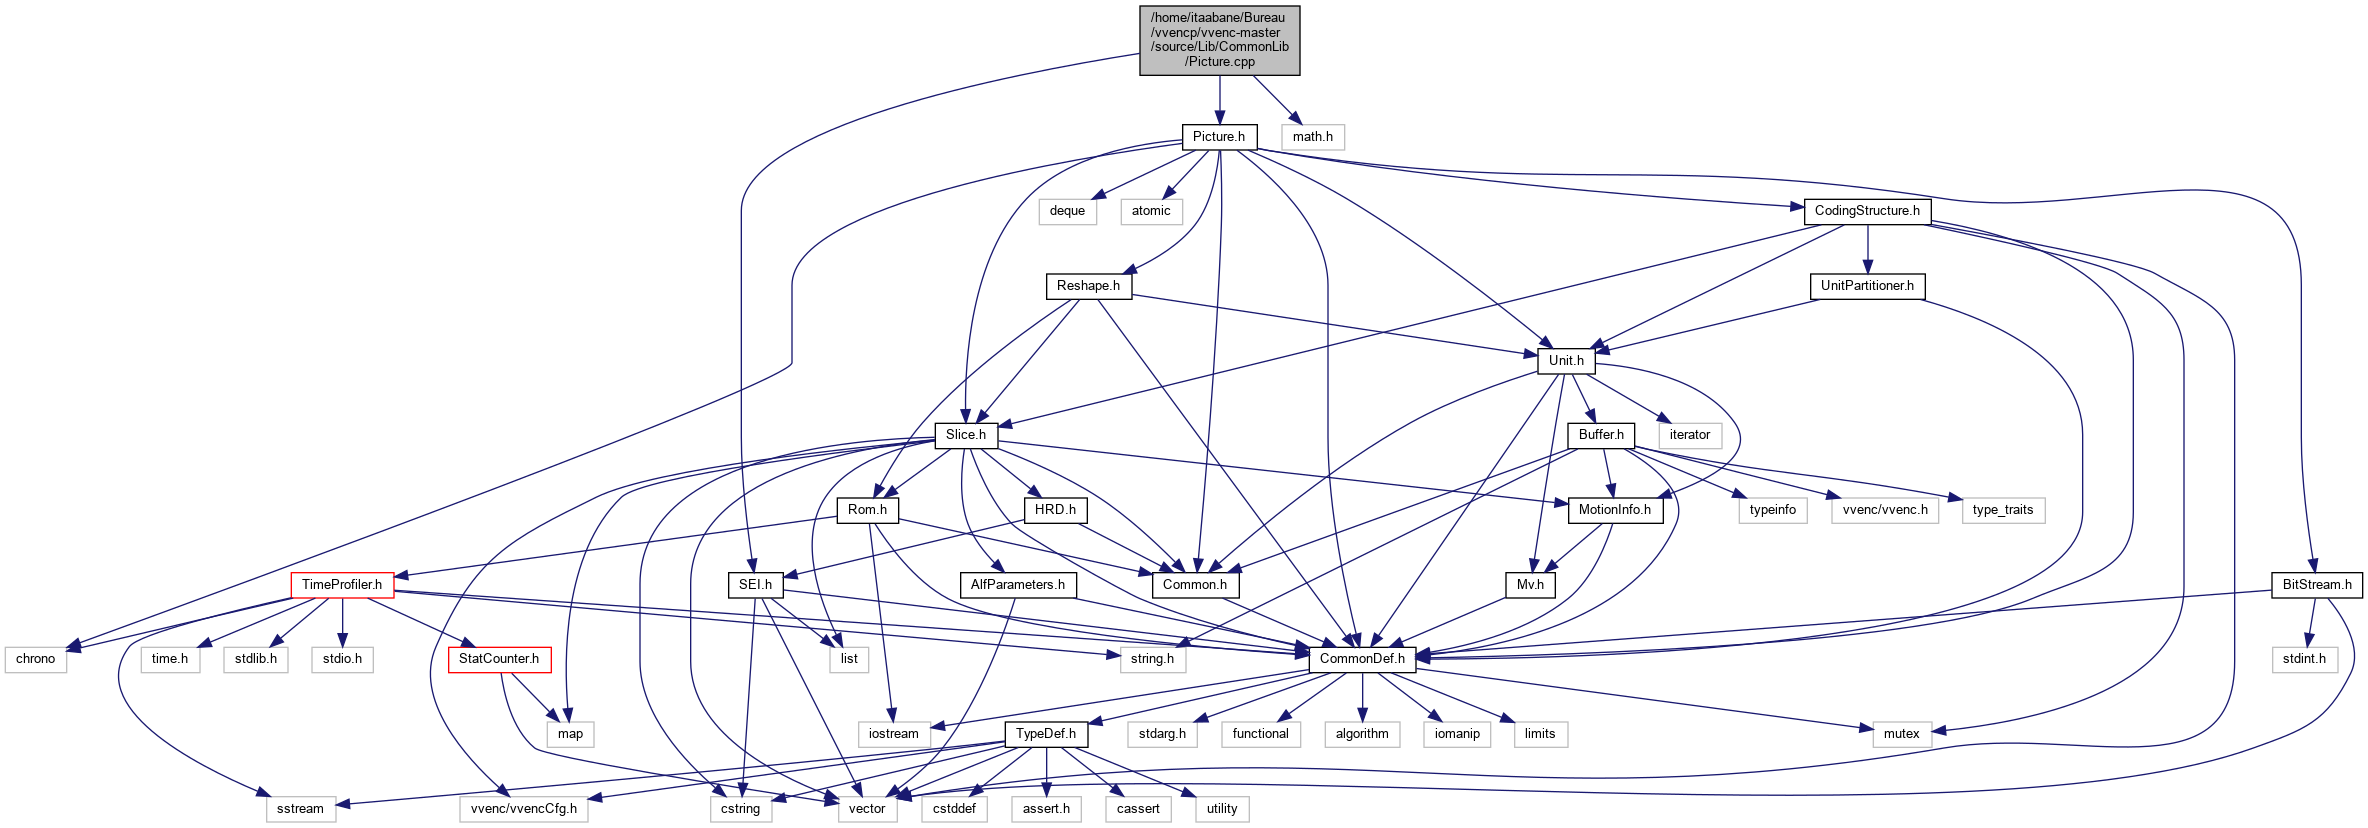 /home/itaabane/Bureau
/vvencp/vvenc-master
/source/Lib/CommonLib
/Picture.cpp
Picture.h
math.h
deque
atomic
CodingStructure.h
Reshape.h
UnitPartitioner.h
Unit.h
Slice.h
Buffer.h
iterator
Rom.h
HRD.h
MotionInfo.h
typeinfo
vvenc/vvenc.h
type_traits
TimeProfiler.h
SEI.h
AlfParameters.h
Common.h
Mv.h
BitStream.h
chrono
time.h
stdlib.h
stdio.h
StatCounter.h
list
string.h
CommonDef.h
stdint.h
map
iostream
TypeDef.h
stdarg.h
functional
algorithm
iomanip
limits
mutex
sstream
vvenc/vvencCfg.h
cstring
vector
cstddef
assert.h
cassert
utility